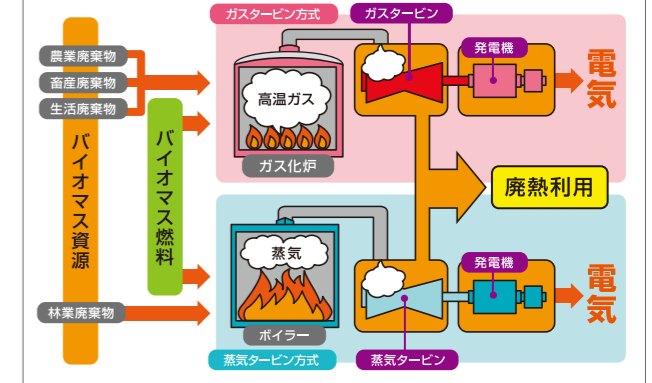 ガスタービン方式
ガスタービン
農業廃棄物
畜産廃棄物
生活廃棄物
バイオマス資源
バイオマス燃料
高温ガス
ガス化炉
発電機
電気
廃熱利用
林業廃棄物
蒸気
ボイラー
蒸気タービン方式
蒸気タービン
発電機
電気